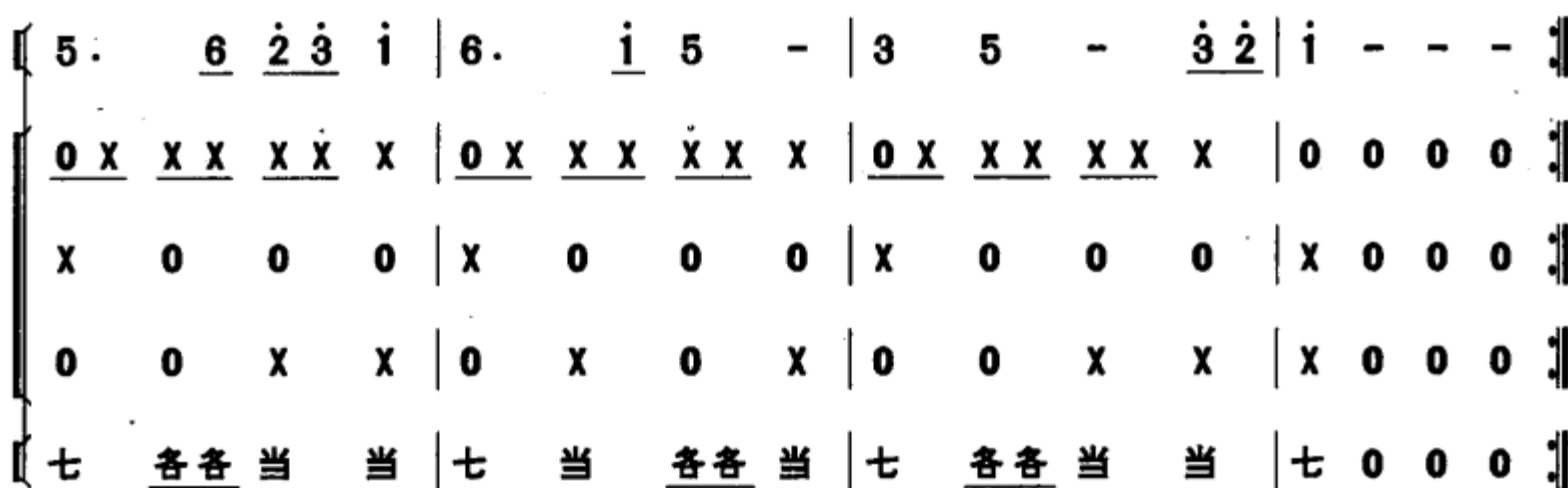 5· 6 2̇ 3̇ 1̇ | 6· 1̇ 5 - | 3 5 - 3̇ 2̇ | 1̇ - - - :‖
0 X X X X X X | 0 X X X X X X | 0 X X X X X X | 0 0 0 0 :‖
X 0 0 0 | X 0 0 0 | X 0 0 0 | X 0 0 0 :‖
0 0 X X | 0 X 0 X | 0 0 X X | X 0 0 0 :‖
七 各各 当 当 | 七 当 各各 当 | 七 各各 当 当 | 七 0 0 0 :‖